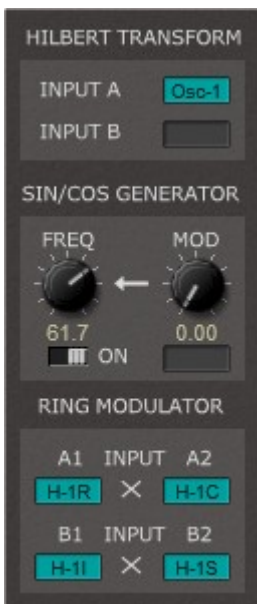 HILBERT TRANSFORM
INPUT A Osc-1
INPUT B
SIN/COS GENERATOR
FREQ MOD
61.7 0.00
ON
RING MODULATOR
A1 INPUT A2
H-1R × H-1C
B1 INPUT B2
H-1I × H-1S